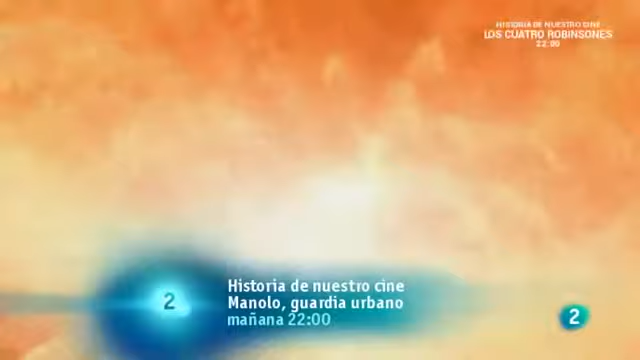 HISTORIA DE NUESTRO CINE
LOS CUATRO ROBINSONES
22:00
Historia de nuestro cine
2
Manolo, guardia urbano
mañana 22:00
2